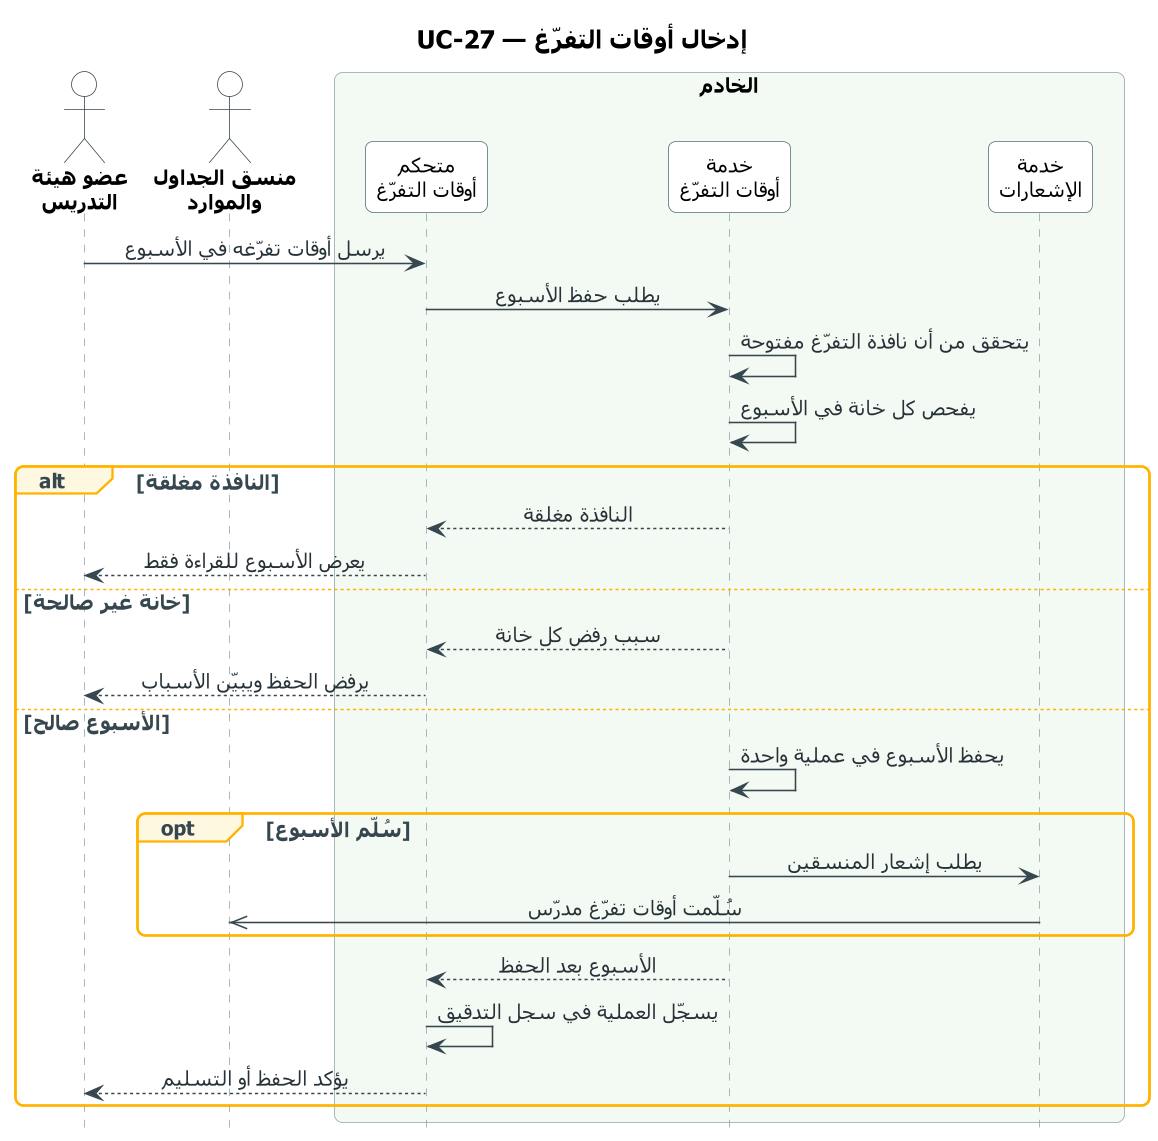 UC-27 — إدخال أوقات التفرّغ
الخادم
عضو هيئة
التدريس
منسق الجداول
والموارد
متحكم
أوقات التفرّغ
خدمة
أوقات التفرّغ
خدمة
الإشعارات
يرسل أوقات تفرّغه في الأسبوع
يطلب حفظ الأسبوع
يتحقق من أن نافذة التفرّغ مفتوحة
يفحص كل خانة في الأسبوع
alt
[النافذة مغلقة]
النافذة مغلقة
يعرض الأسبوع للقراءة فقط
[خانة غير صالحة]
سبب رفض كل خانة
يرفض الحفظ ويبيّن الأسباب
[الأسبوع صالح]
يحفظ الأسبوع في عملية واحدة
opt
[سُلّم الأسبوع]
يطلب إشعار المنسقين
سُلّمت أوقات تفرّغ مدرّس
الأسبوع بعد الحفظ
يسجّل العملية في سجل التدقيق
يؤكد الحفظ أو التسليم